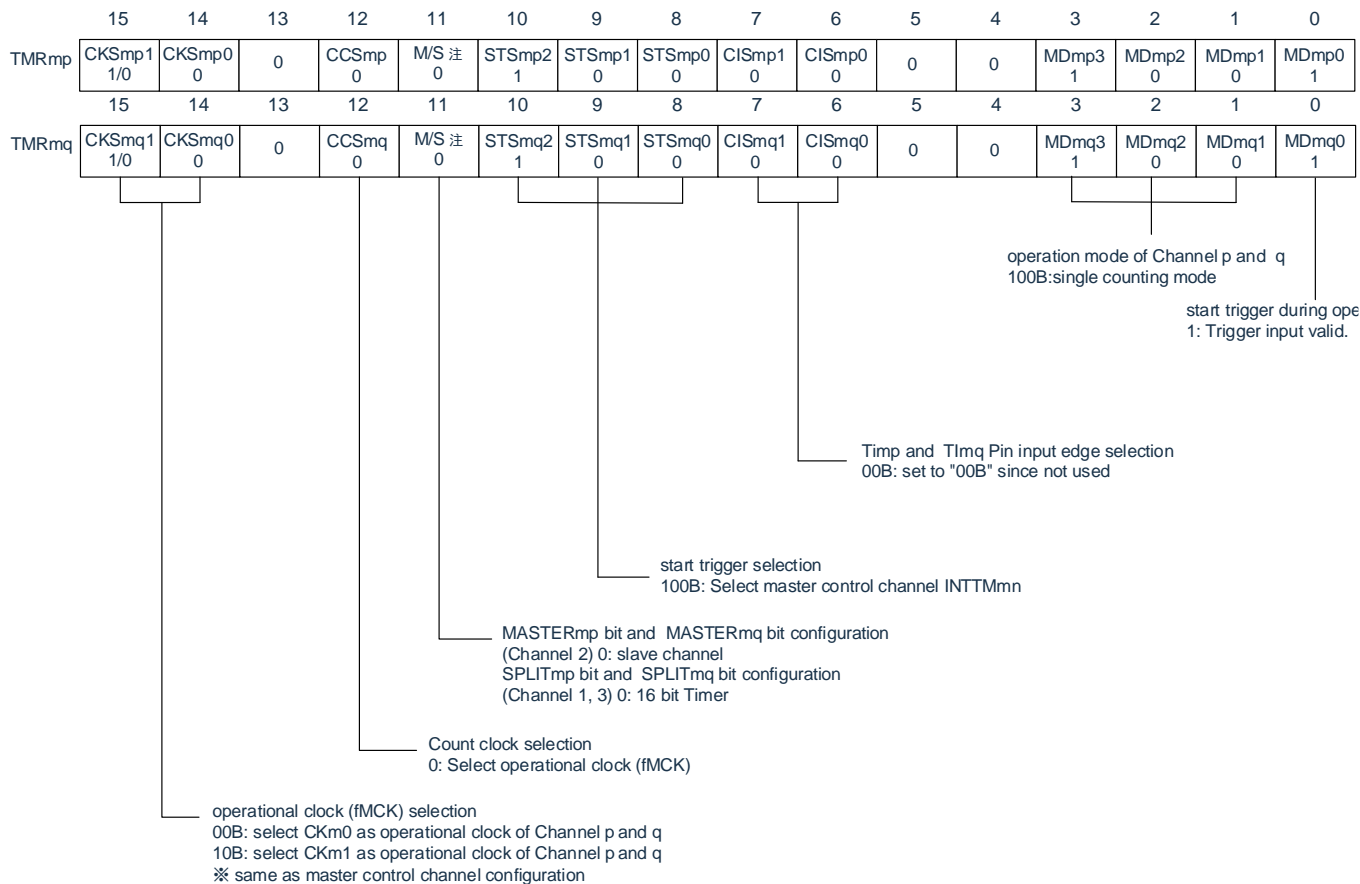 15 14 13 12 11 10 9 8 7 6 5 4 3 2 1 0
TMRmp CKSmp1 CKSmp0 0 CCSmp M/S 注 STSmp2 STSmp1 STSmp0 CISmp1 CISmp0 0 0 MDmp3 MDmp2 MDmp1 MDmp0
1/0 0 0 0 1 0 0 0 0 1 0 0 1
15 14 13 12 11 10 9 8 7 6 5 4 3 2 1 0
TMRmq CKSmq1 CKSmq0 0 CCSmq M/S 注 STSmq2 STSmq1 STSmq0 CISmq1 CISmq0 0 0 MDmq3 MDmq2 MDmq1 MDmq0
1/0 0 0 0 1 0 0 0 0 1 0 0 1
operation mode of Channel p and q
100B:single counting mode
start trigger during ope
1: Trigger input valid.
Timp and TImq Pin input edge selection
00B: set to "00B" since not used
start trigger selection
100B: Select master control channel INTTMmn
MASTERmp bit and MASTERmq bit configuration
(Channel 2) 0: slave channel
SPLITmp bit and SPLITmq bit configuration
(Channel 1, 3) 0: 16 bit Timer
Count clock selection
0: Select operational clock (fMCK)
operational clock (fMCK) selection
00B: select CKm0 as operational clock of Channel p and q
10B: select CKm1 as operational clock of Channel p and q
※ same as master control channel configuration